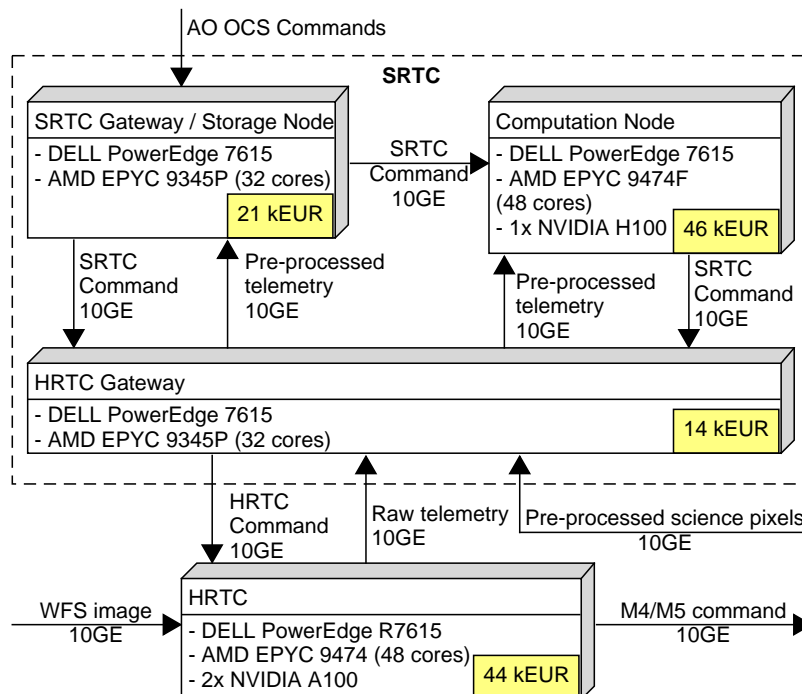 AO OCS Commands
SRTC
SRTC Gateway / Storage Node
- DELL PowerEdge 7615
- AMD EPYC 9345P (32 cores)
21 kEUR
SRTC
Command
10GE
Computation Node
- DELL PowerEdge 7615
- AMD EPYC 9474F
(48 cores)
- 1x NVIDIA H100
46 kEUR
SRTC
Command
10GE
Pre-processed
telemetry
10GE
Pre-processed
telemetry
10GE
SRTC
Command
10GE
HRTC Gateway
- DELL PowerEdge 7615
- AMD EPYC 9345P (32 cores)
14 kEUR
HRTC
Command
10GE
Raw telemetry
10GE
Pre-processed science pixels
10GE
WFS image
10GE
HRTC
- DELL PowerEdge R7615
- AMD EPYC 9474 (48 cores)
- 2x NVIDIA A100
44 kEUR
M4/M5 command
10GE